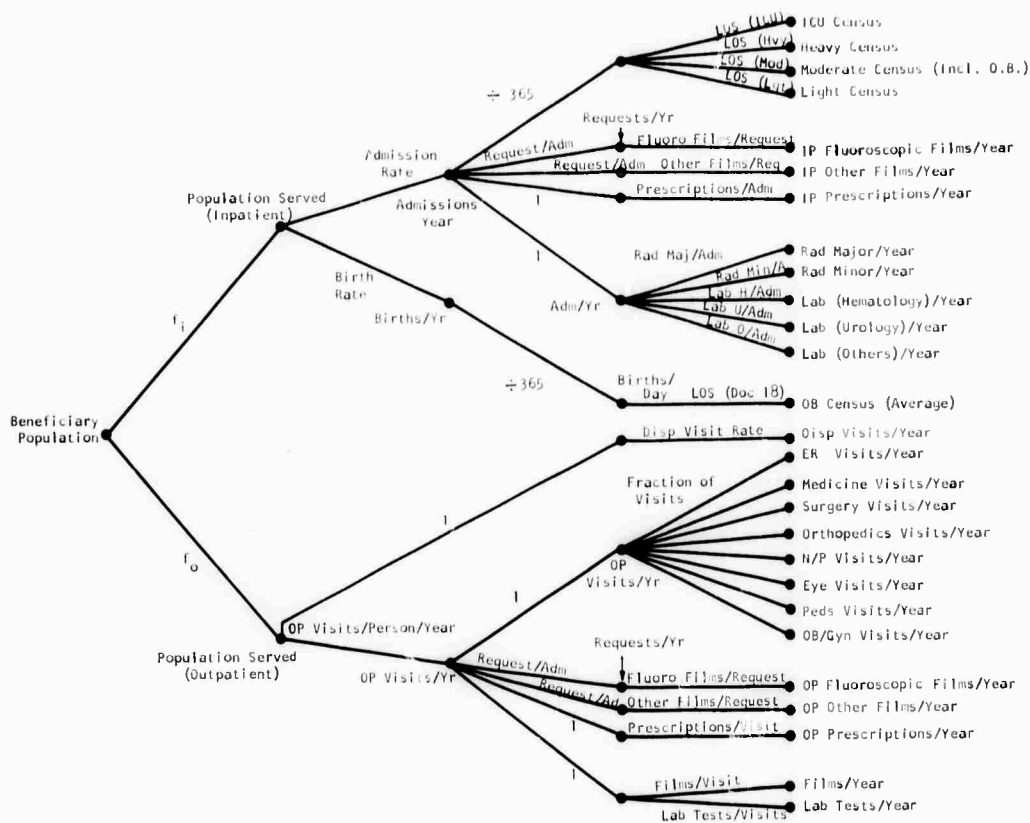 LOS (ICU)
ICU Census
LOS (Hvy)
Heavy Census
LOS (Mod)
Moderate Census (Incl. O.B.)
LOS (Lgt)
Light Census
÷ 365
Requests/Yr
Request/Adm
Fluoro Films/Request
IP Fluoroscopic Films/Year
Admission
Rate
Request/Adm
Other Films/Req
IP Other Films/Year
Prescriptions/Adm
IP Prescriptions/Year
1
Admissions
Year
Population Served
(Inpatient)
1
Rad Maj/Adm
Rad Major/Year
Rad Min/A
Rad Minor/Year
Birth
Rate
Births/Yr
Adm/Yr
Lab H/Adm
Lab (Hematology)/Year
Lab U/Adm
Lab (Urology)/Year
Lab O/Adm
Lab (Others)/Year
fi
÷365
Births/
Day
LOS (Doc 18)
OB Census (Average)
Beneficiary
Population
Disp Visit Rate
Disp Visits/Year
ER Visits/Year
Fraction of
Visits
Medicine Visits/Year
Surgery Visits/Year
1
Orthopedics Visits/Year
fo
OP
Visits/Yr
N/P Visits/Year
Eye Visits/Year
1
Peds Visits/Year
OB/Gyn Visits/Year
OP Visits/Person/Year
Population Served
(Outpatient)
OP Visits/Yr
Requests/Yr
Request/Adm
Fluoro Films/Request
OP Fluoroscopic Films/Year
Request/Ad
Other Films/Request
OP Other Films/Year
1
Prescriptions/Visit
OP Prescriptions/Year
1
Films/Visit
Films/Year
Lab Tests/Visits
Lab Tests/Year